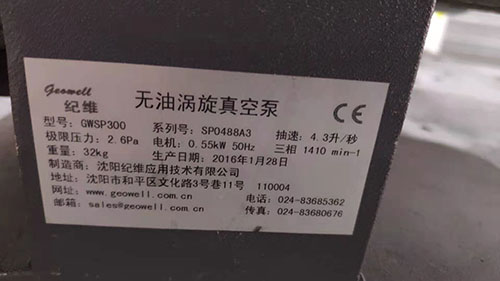 Geowell
纪维
无油涡旋真空泵
CE
型号: GWSP300 系列号: SP0488A3 抽速: 4.3升/秒
极限压力: 2.6Pa 电机: 0.55kW 50Hz 三相 1410 min-1
重量: 32kg 生产日期: 2016年1月28日
制造商: 沈阳纪维应用技术有限公司
地址: 沈阳市和平区文化路3号巷11号 110004
网址: www.geowell.com.cn 电话: 024-83685362
邮箱: sales@geowell.com.cn 传真: 024-83680676